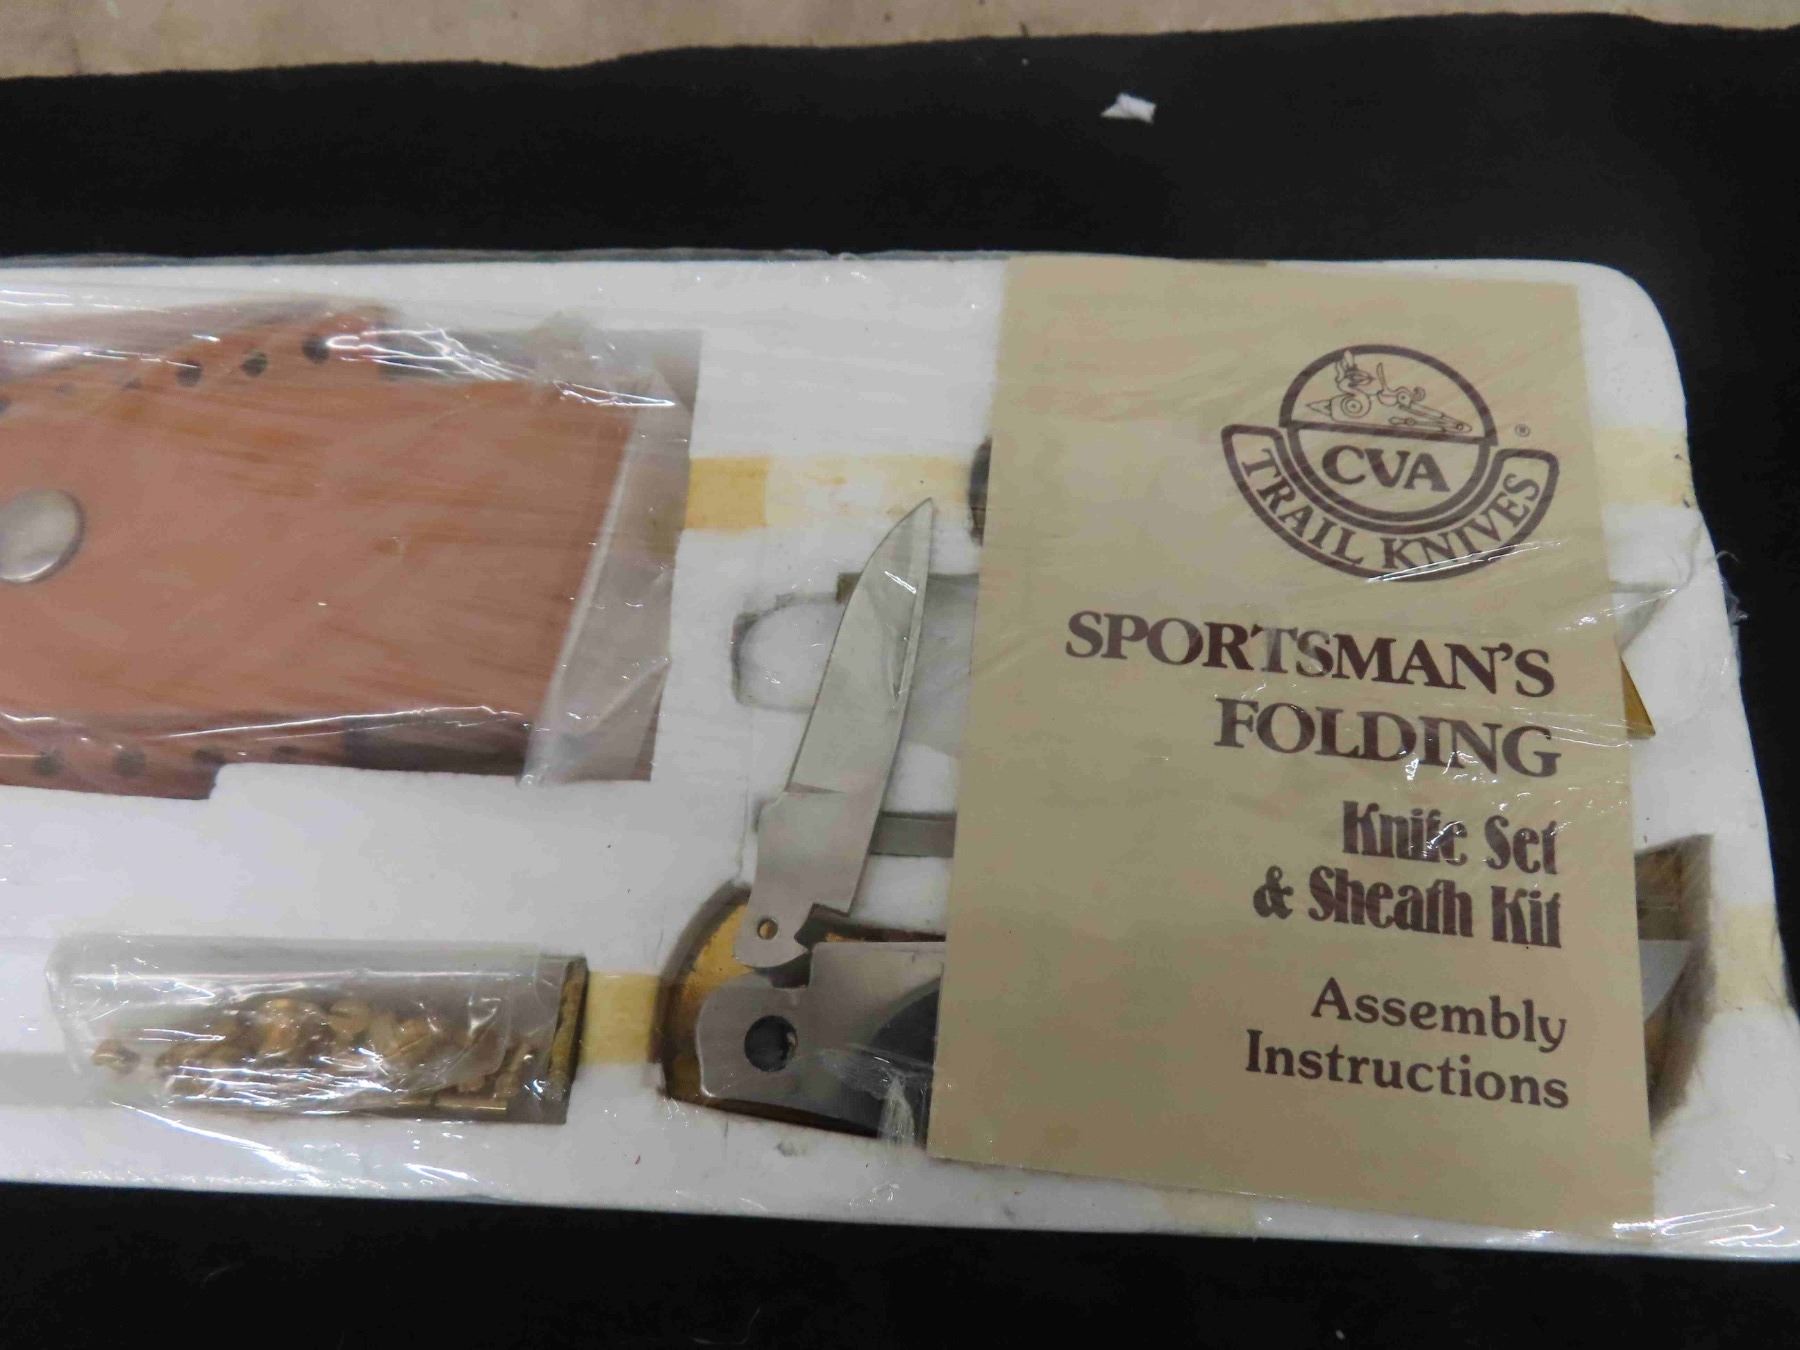 CVA ®
TRAIL KNIVES
SPORTSMAN'S
FOLDING
Knife Set
& Sheath Kit
Assembly
Instructions